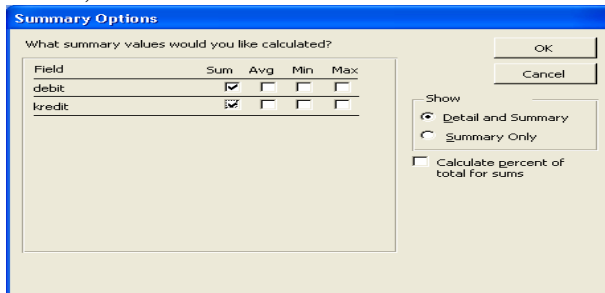 Summary Options
What summary values would you like calculated?
OK
Cancel
Field Sum Avg Min Max
debit
kredit
Show
Detail and Summary
Summary Only
Calculate percent of
total for sums